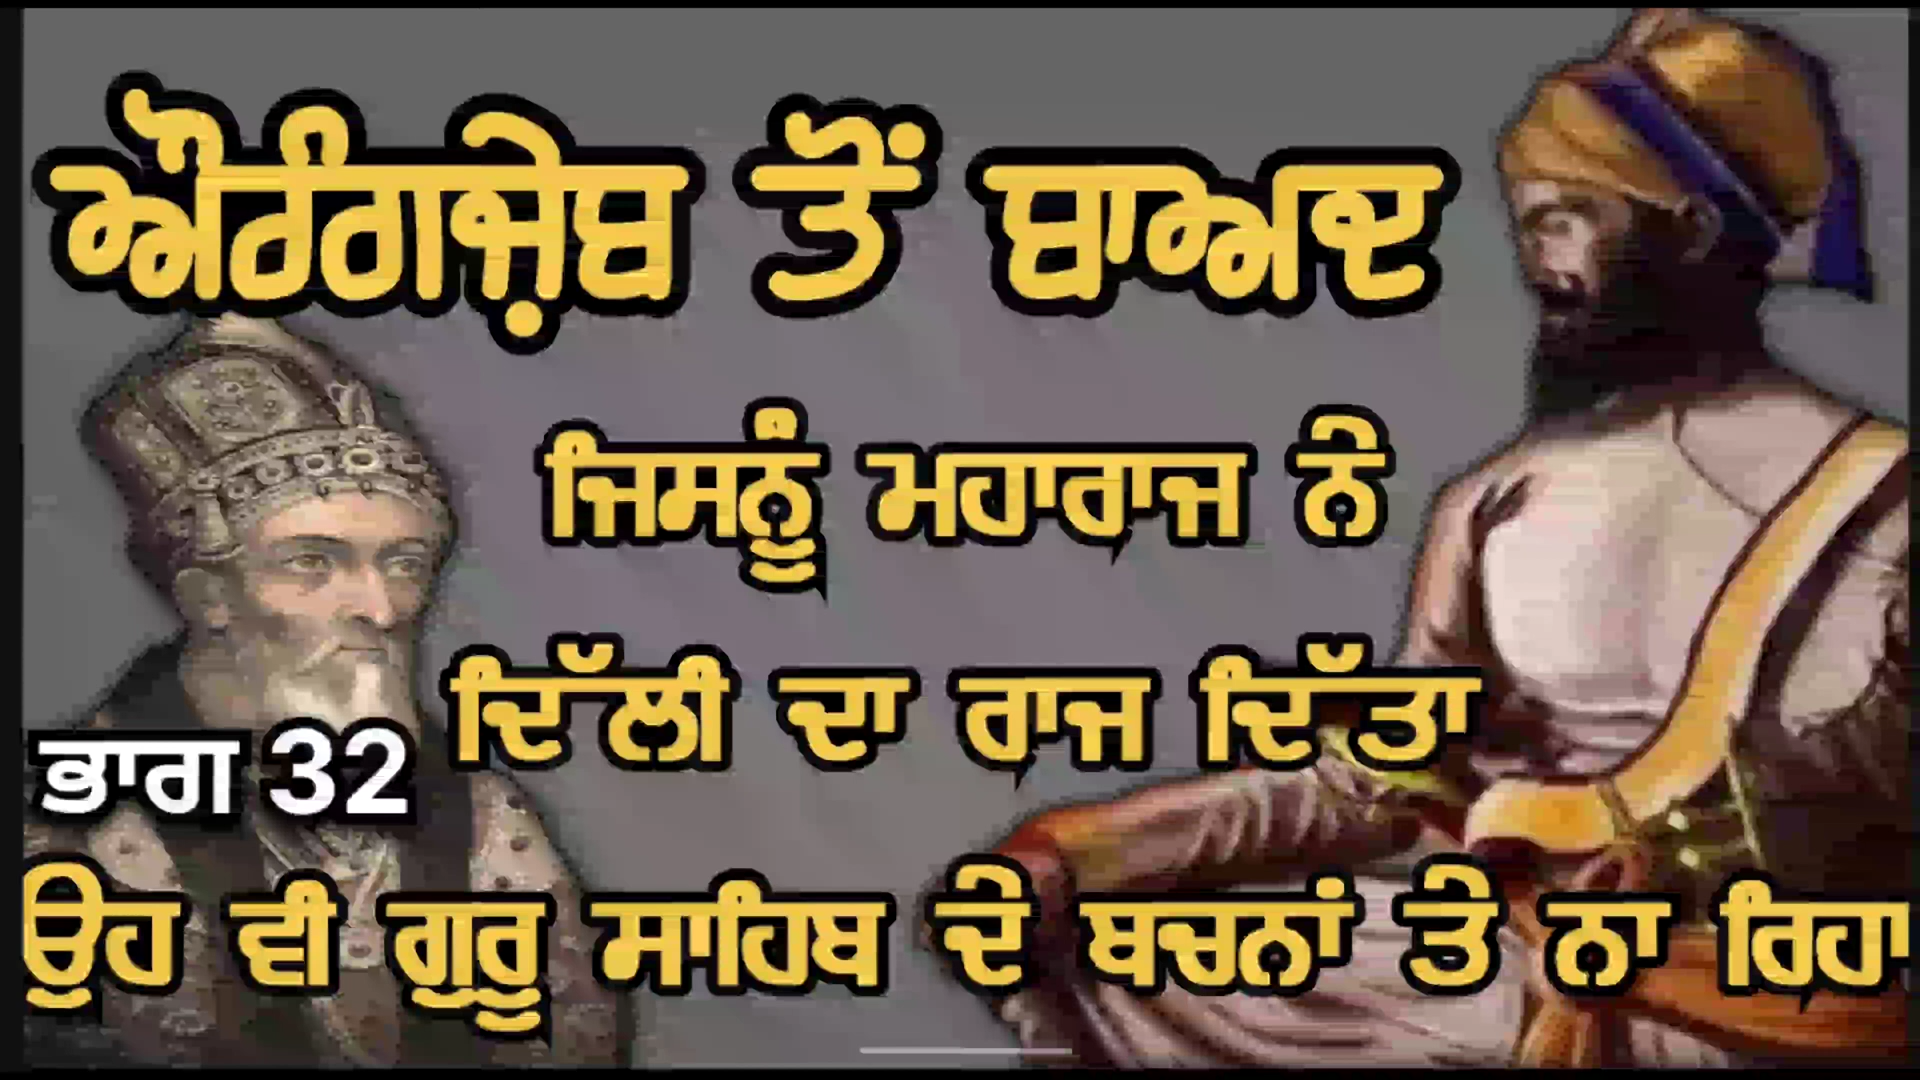 ਔਰੰਗਜ਼ੇਬ ਤੋਂ ਬਾਅਦ
ਜਿਸਨੂੰ ਮਹਾਰਾਜ ਨੇ
ਦਿੱਲੀ ਦਾ ਰਾਜ ਦਿੱਤਾ
ਭਾਗ 32
ਉਹ ਵੀ ਗੁਰੂ ਸਾਹਿਬ ਦੇ ਬਚਨਾਂ ਤੇ ਨਾ ਰਿਹਾ